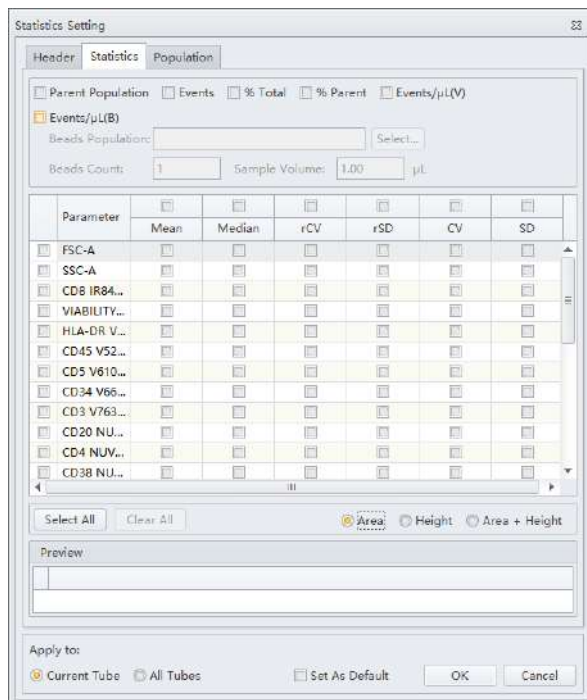 Statistics Setting
Header Statistics Population
Parent Population Events % Total % Parent Events/μL(V)
Events/μL(B)
Beads Population: Select...
Beads Count: 1 Sample Volume: 1.00 μL
Parameter Mean Median rCV rSD CV SD
FSC-A
SSC-A
CD8 IR84...
VIABILITY...
HLA-DR V...
CD45 V52...
CD5 V610...
CD34 V66...
CD3 V763...
CD20 NU...
CD4 NUV...
CD38 NU...
Select All Clear All Area Height Area + Height
Preview
Apply to:
Current Tube All Tubes Set As Default OK Cancel